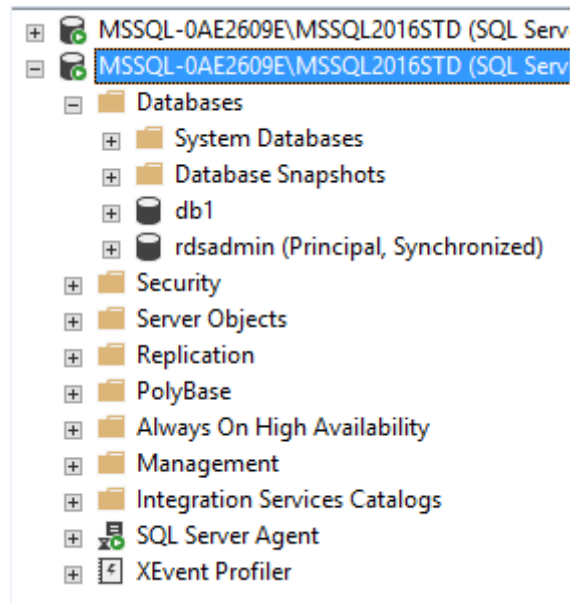 MSSQL-0AE2609E\MSSQL2016STD (SQL Serv
MSSQL-0AE2609E\MSSQL2016STD (SQL Serv
Databases
System Databases
Database Snapshots
db1
rdsadmin (Principal, Synchronized)
Security
Server Objects
Replication
PolyBase
Always On High Availability
Management
Integration Services Catalogs
SQL Server Agent
XEvent Profiler